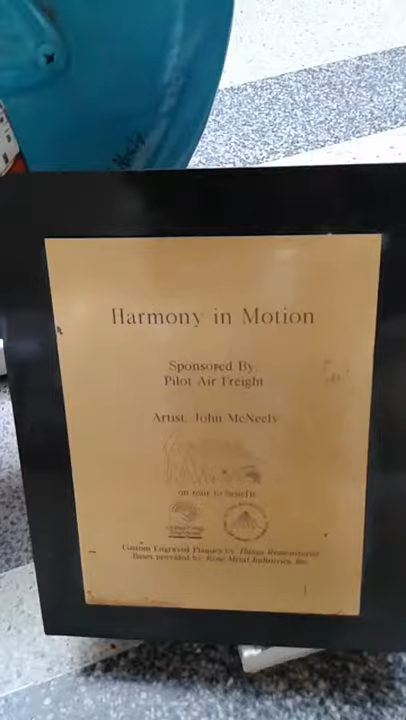 Harmony in Motion
Sponsored By:
Pilot Air Freight
Artist: John McNeely
on tour to benefit
Custom Engraved Plaques by Things Remembered
Bases provided by Rose Metal Industries, Inc.